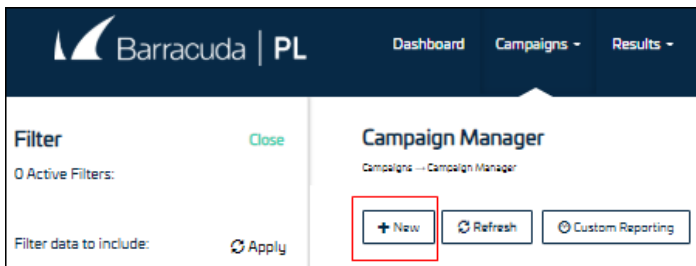 Barracuda | PL
Dashboard Campaigns Results
Filter Close
0 Active Filters:
Filter data to include: Apply
Campaign Manager
Campaigns → Campaign Manager
+ New Refresh Custom Reporting